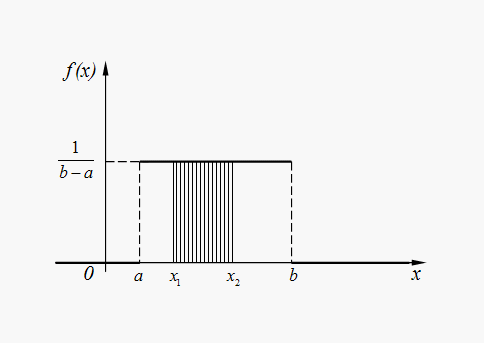 f(x)
1
b – a
0 a x₁ x₂ b x